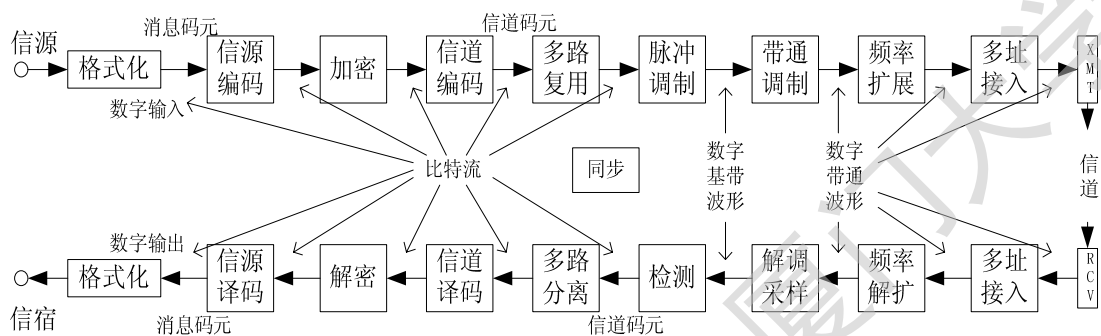 消息码元
信道码元
信源
格式化
信源
编码
加密
信道
编码
多路
复用
脉冲
调制
带通
调制
频率
扩展
多址
接入
XMT
数字输入
比特流
同步
数字
基带
波形
数字
带通
波形
信道
数字输出
格式化
信源
译码
解密
信道
译码
多路
分离
检测
解调
采样
频率
解扩
多址
接入
RCV
信宿
消息码元
信道码元
厦门大学